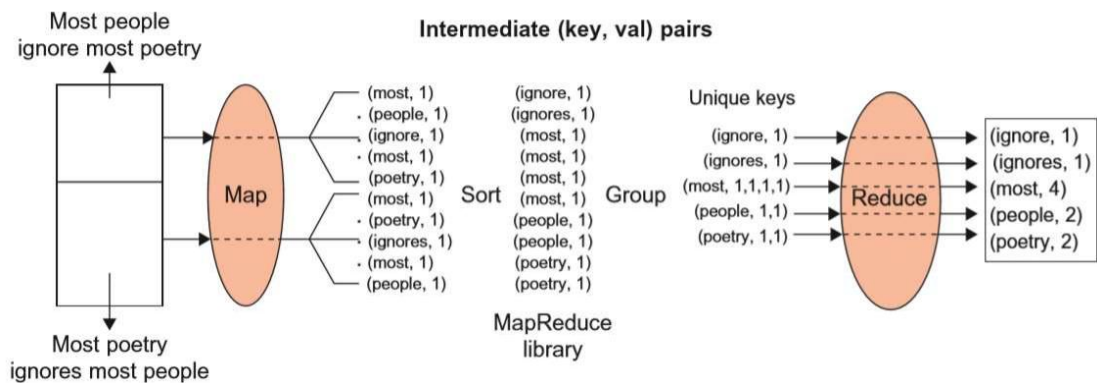 Most people
ignore most poetry
Intermediate (key, val) pairs
Map
(most, 1)
(people, 1)
(ignore, 1)
(most, 1)
(poetry, 1)
(most, 1)
(poetry, 1)
(ignores, 1)
(most, 1)
(people, 1)
Sort
(ignore, 1)
(ignores, 1)
(most, 1)
(most, 1)
(most, 1)
(most, 1)
(people, 1)
(people, 1)
(poetry, 1)
(poetry, 1)
Group
Unique keys
(ignore, 1)
(ignores, 1)
(most, 1,1,1,1)
(people, 1,1)
(poetry, 1,1)
Reduce
(ignore, 1)
(ignores, 1)
(most, 4)
(people, 2)
(poetry, 2)
MapReduce
library
Most poetry
ignores most people